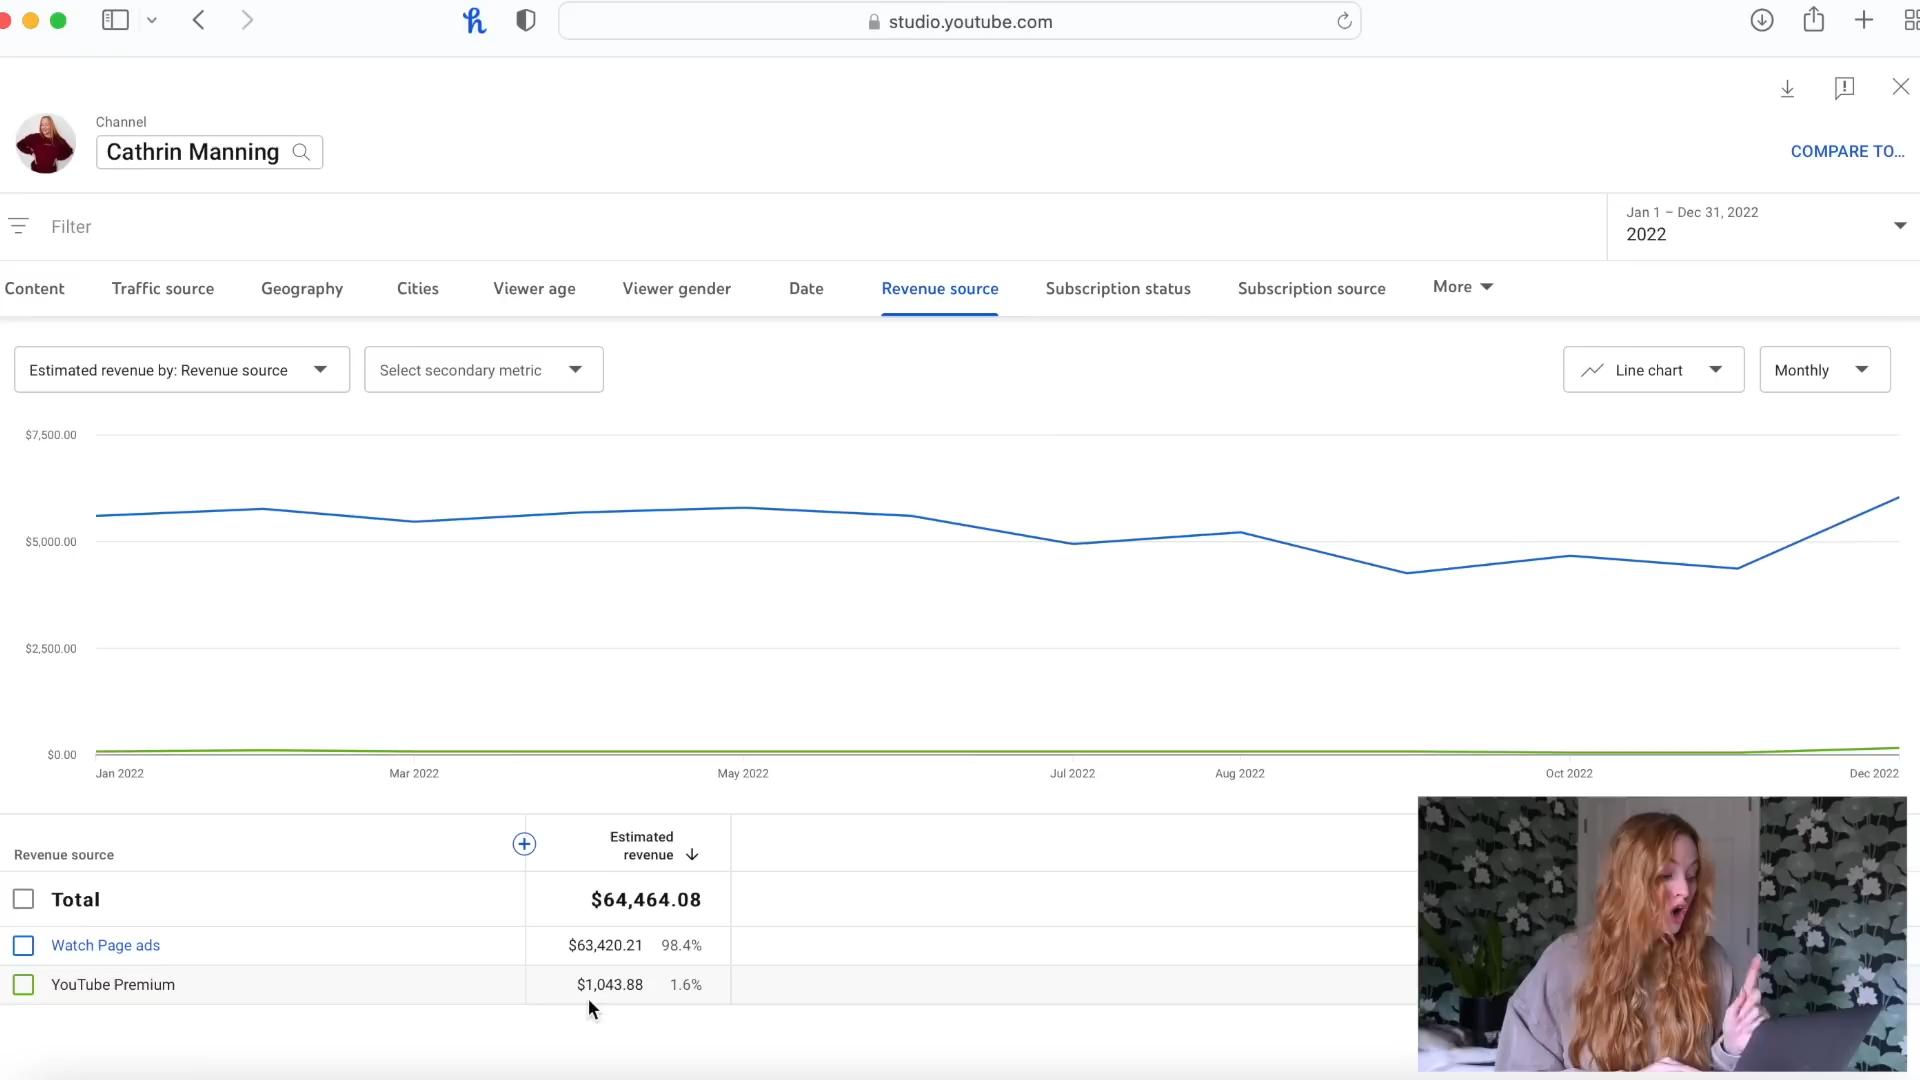 studio.youtube.com
Channel
Cathrin Manning
COMPARE TO...
Filter
Jan 1 – Dec 31, 2022
2022
Content Traffic source Geography Cities Viewer age Viewer gender Date Revenue source Subscription status Subscription source More
Estimated revenue by: Revenue source Select secondary metric Line chart Monthly
$7,500.00
$5,000.00
$2,500.00
$0.00
Jan 2022 Mar 2022 May 2022 Jul 2022 Aug 2022 Oct 2022 Dec 2022
Revenue source Estimated
revenue
Total $64,464.08
Watch Page ads $63,420.21 98.4%
YouTube Premium $1,043.88 1.6%